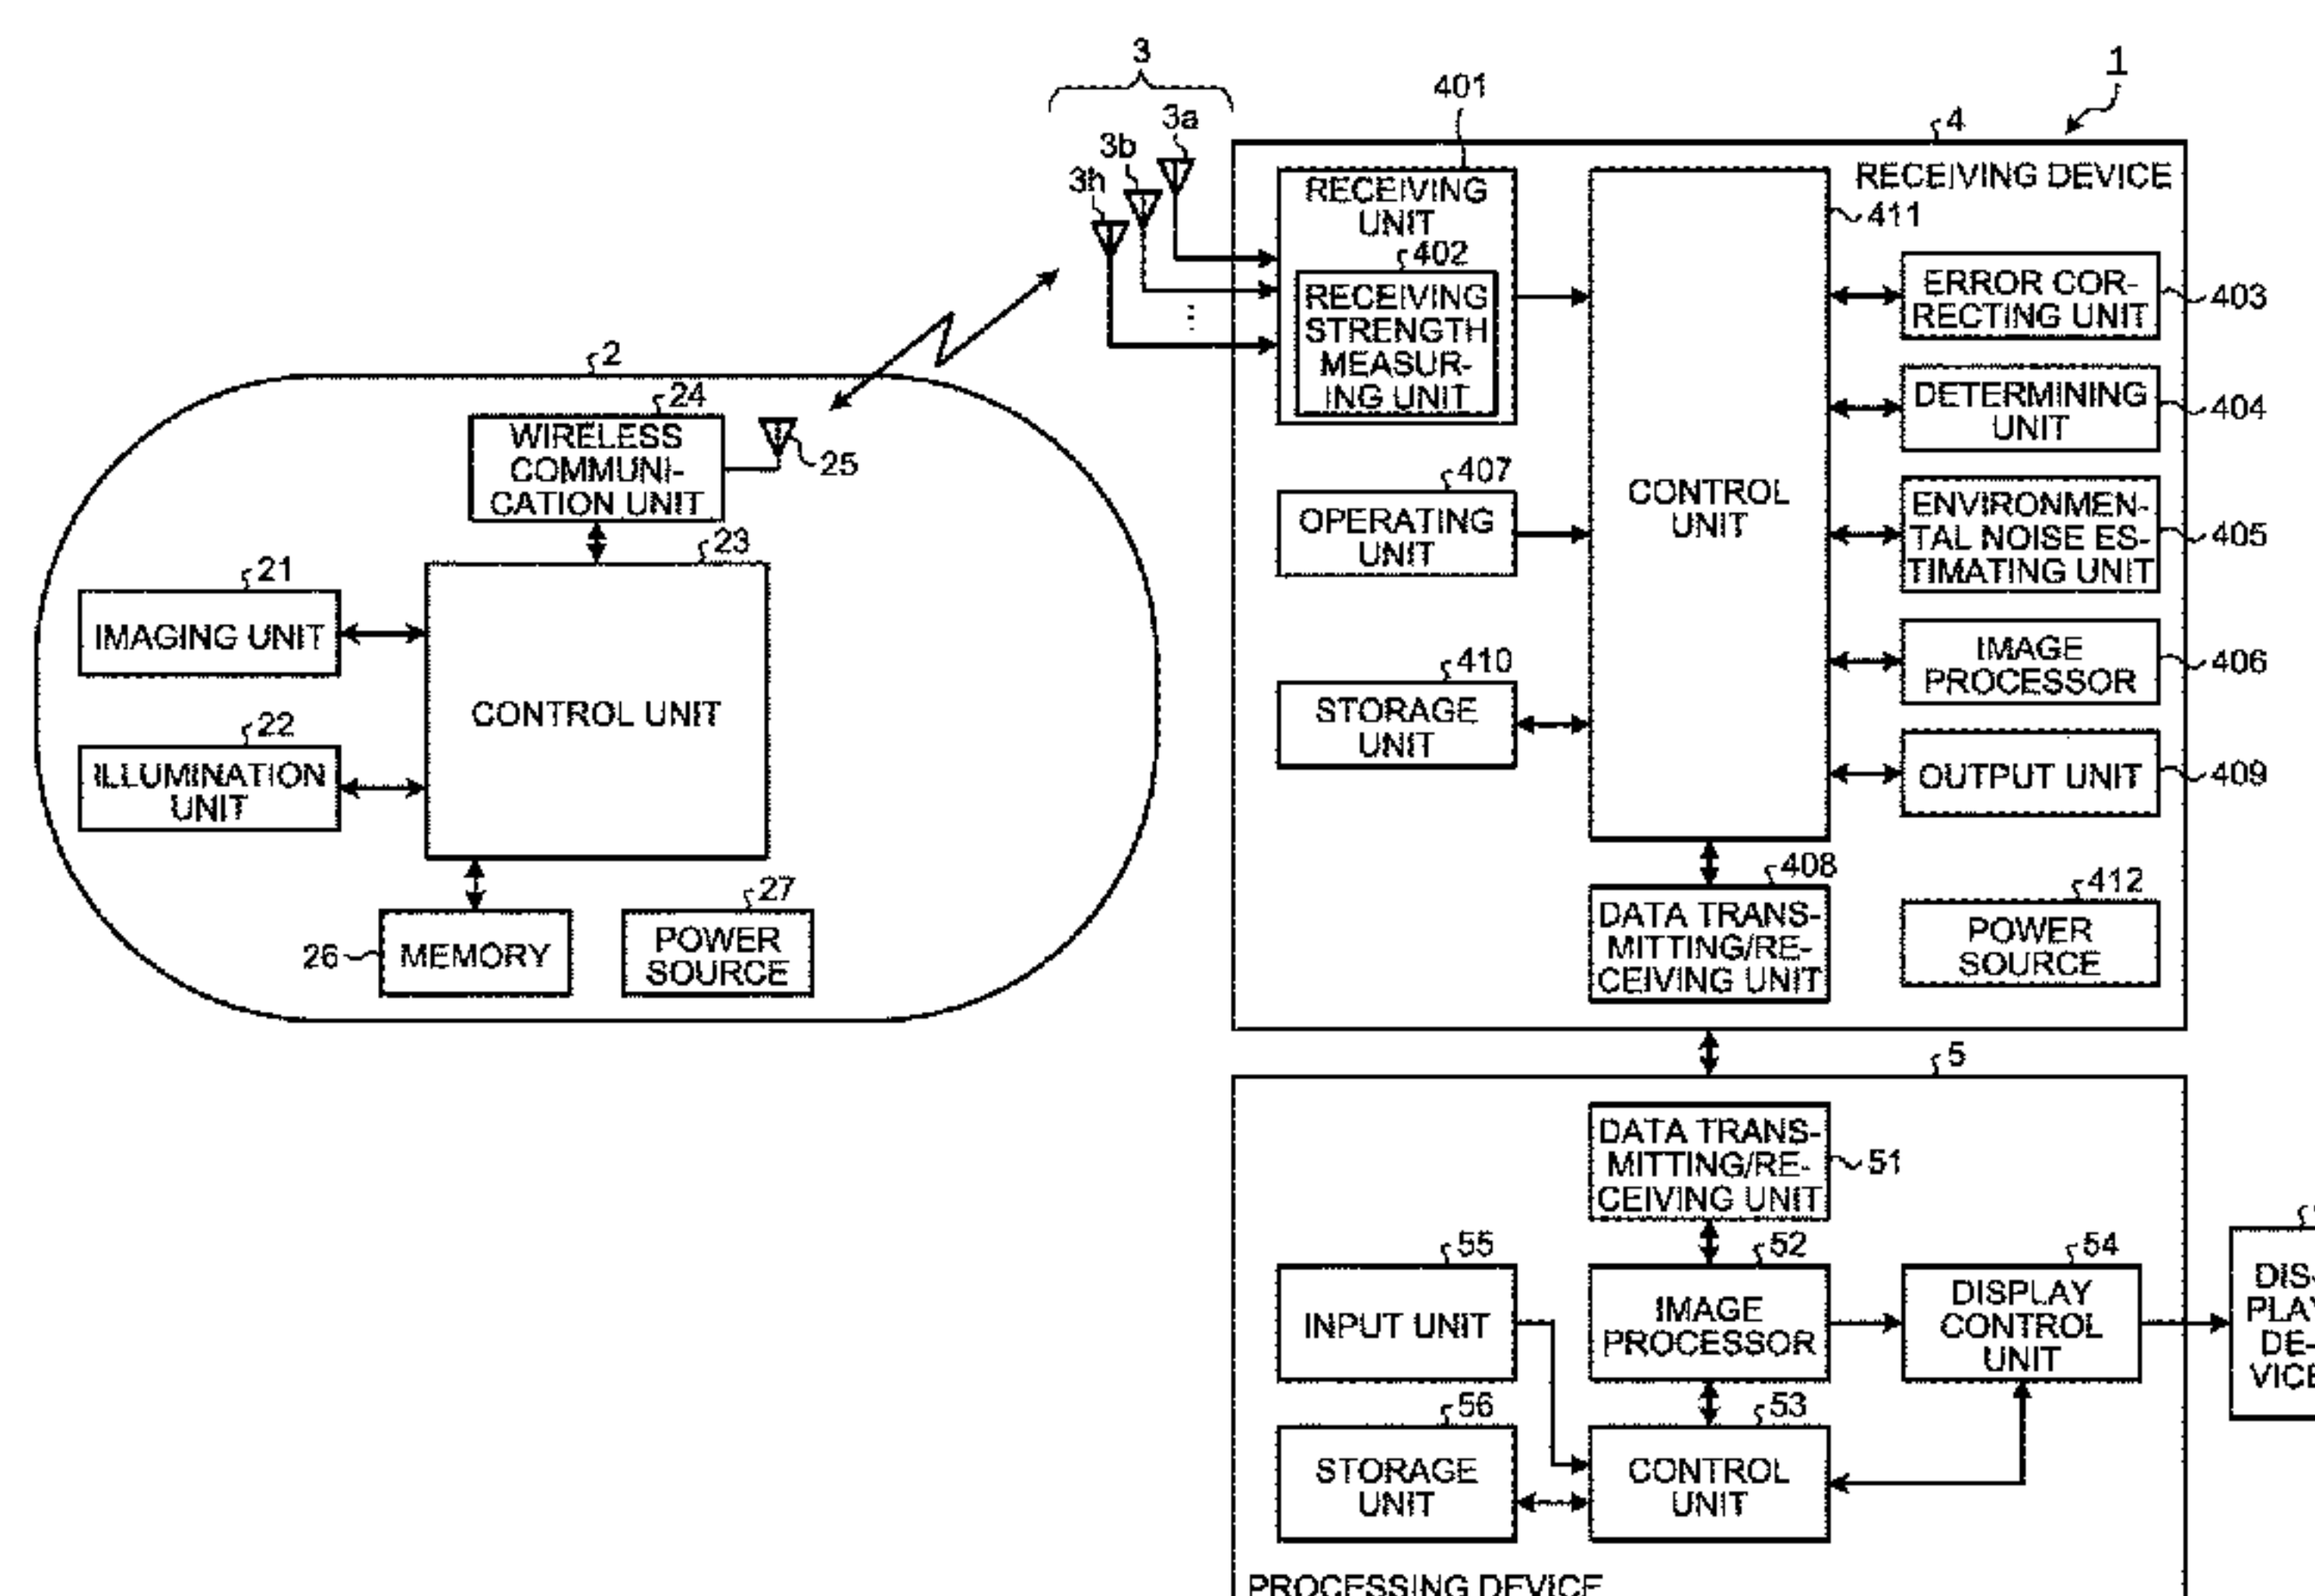 3
1
401
3a
3b
3h
4
RECEIVING DEVICE
RECEIVING
UNIT
411
402
RECEIVING
STRENGTH
MEASUR-
ING UNIT
CONTROL
UNIT
ERROR COR-
RECTING UNIT
403
DETERMINING
UNIT
404
407
OPERATING
UNIT
ENVIRONMEN-
TAL NOISE ES-
TIMATING UNIT
405
IMAGE
PROCESSOR
406
410
STORAGE
UNIT
OUTPUT UNIT
409
408
DATA TRANS-
MITTING/RE-
CEIVING UNIT
412
POWER
SOURCE
2
24
WIRELESS
COMMUNI-
CATION UNIT
25
23
21
IMAGING UNIT
CONTROL UNIT
22
ILLUMINATION
UNIT
26
MEMORY
27
POWER
SOURCE
5
DATA TRANS-
MITTING/RE-
CEIVING UNIT
51
55
INPUT UNIT
52
IMAGE
PROCESSOR
54
DISPLAY
CONTROL
UNIT
DIS-
PLAY
DE-
VICE
56
STORAGE
UNIT
53
CONTROL
UNIT
PROCESSING DEVICE